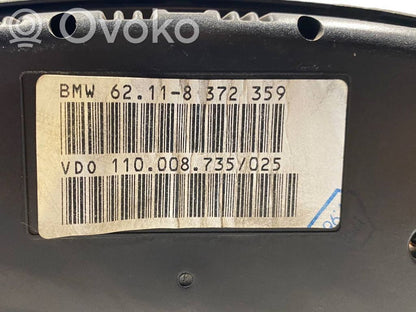 Ovoko
BMW 62.11-8 372 359
VDO 110.008.735/025